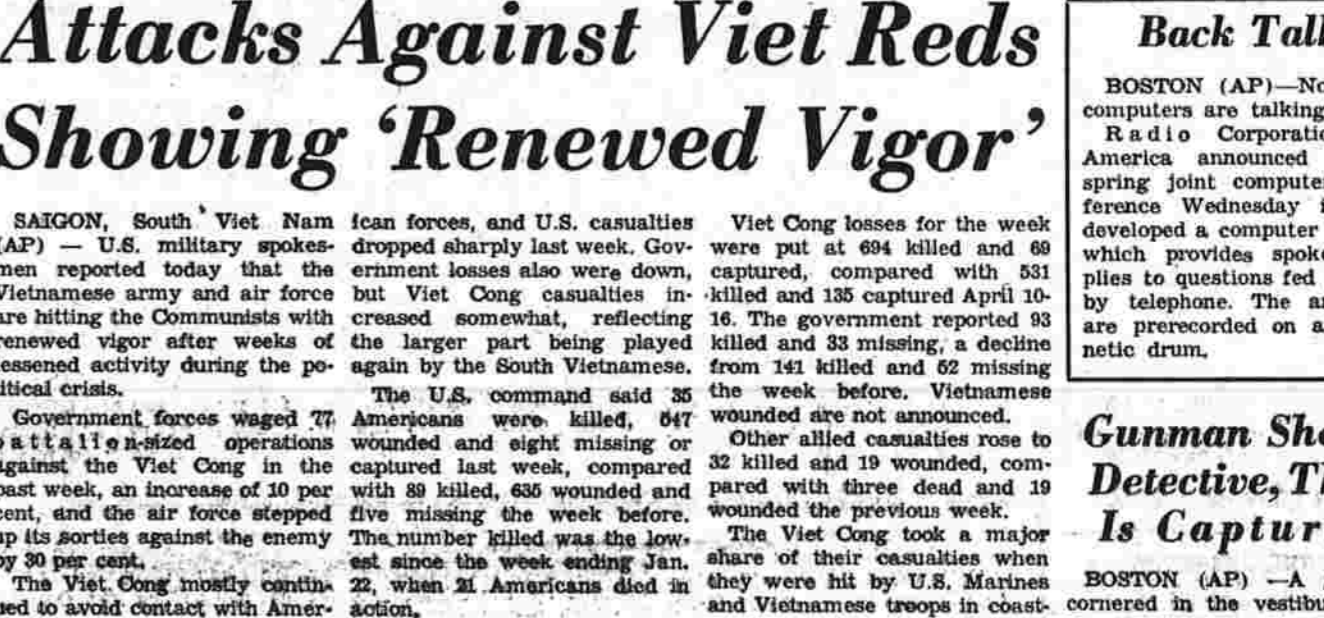 Attacks Against Viet Reds
Showing 'Renewed Vigor'
SAIGON, South Viet Nam
(AP) — U.S. military spokes-
men reported today that the
Vietnamese army and air force
are hitting the Communists with
renewed vigor after weeks of
lessened activity during the po-
litical crisis.
Government forces waged 77
battalion-sized operations
against the Viet Cong in the
past week, an increase of 10 per
cent, and the air force stepped
up its sorties against the enemy
by 30 per cent.
The Viet Cong mostly contin-
ued to avoid contact with Amer-
ican forces, and U.S. casualties
dropped sharply last week. Gov-
ernment losses also were down,
but Viet Cong casualties in-
creased somewhat, reflecting
the larger part being played
again by the South Vietnamese.
The U.S. command said 35
Americans were killed, 647
wounded and eight missing or
captured last week, compared
with 89 killed, 635 wounded and
five missing the week before.
The number killed was the low-
est since the week ending Jan.
22, when 21 Americans died in
action.
Viet Cong losses for the week
were put at 694 killed and 69
captured, compared with 531
killed and 135 captured April 10-
16. The government reported 93
killed and 33 missing, a decline
from 141 killed and 52 missing
the week before. Vietnamese
wounded are not announced.
Other allied casualties rose to
32 killed and 19 wounded, com-
pared with three dead and 19
wounded the previous week.
The Viet Cong took a major
share of their casualties when
they were hit by U.S. Marines
and Vietnamese troops in coast-
Back Tal
BOSTON (AP)—No
computers are talking
Radio Corporati
America announced
spring joint compute
ference Wednesday
developed a computer
which provides spok
plies to questions fed
by telephone. The a
are prerecorded on a
netic drum.
Gunman Sh
Detective, T
Is Captur
BOSTON (AP) —A
cornered in the vestibu